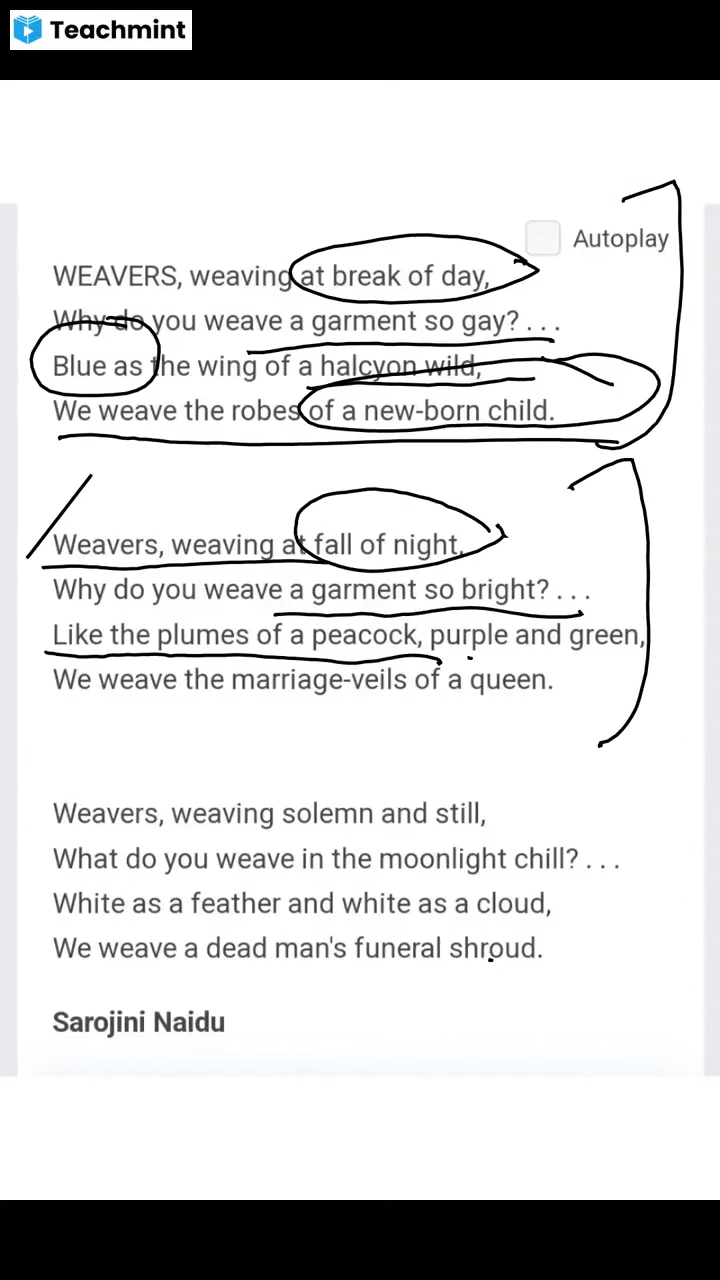 Teachmint
Autoplay
WEAVERS, weaving at break of day,
Why do you weave a garment so gay? . . .
Blue as the wing of a halcyon wild,
We weave the robes of a new-born child.
Weavers, weaving at fall of night,
Why do you weave a garment so bright? . . .
Like the plumes of a peacock, purple and green,
We weave the marriage-veils of a queen.
Weavers, weaving solemn and still,
What do you weave in the moonlight chill? . . .
White as a feather and white as a cloud,
We weave a dead man's funeral shroud.
Sarojini Naidu